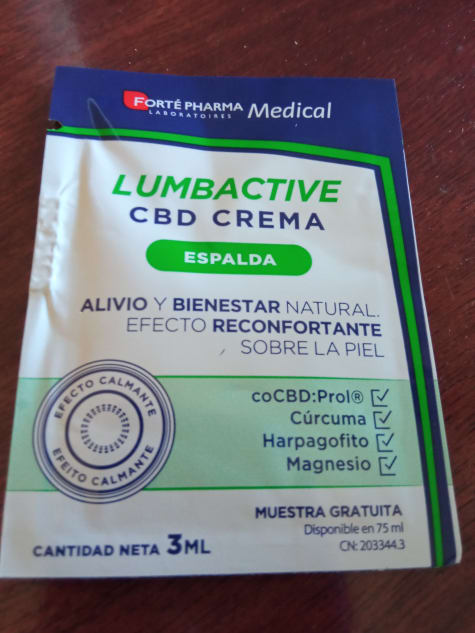 FORTÉ PHARMA Medical
LABORATOIRES
LUMBACTIVE
CBD CREMA
ESPALDA
ALIVIO Y BIENESTAR NATURAL.
EFECTO RECONFORTANTE
SOBRE LA PIEL
EFECTO CALMANTE
EFEITO CALMANTE
coCBD:Prol®
Cúrcuma
Harpagofito
Magnesio
MUESTRA GRATUITA
Disponible en 75 ml
CN: 203344.3
CANTIDAD NETA 3ML